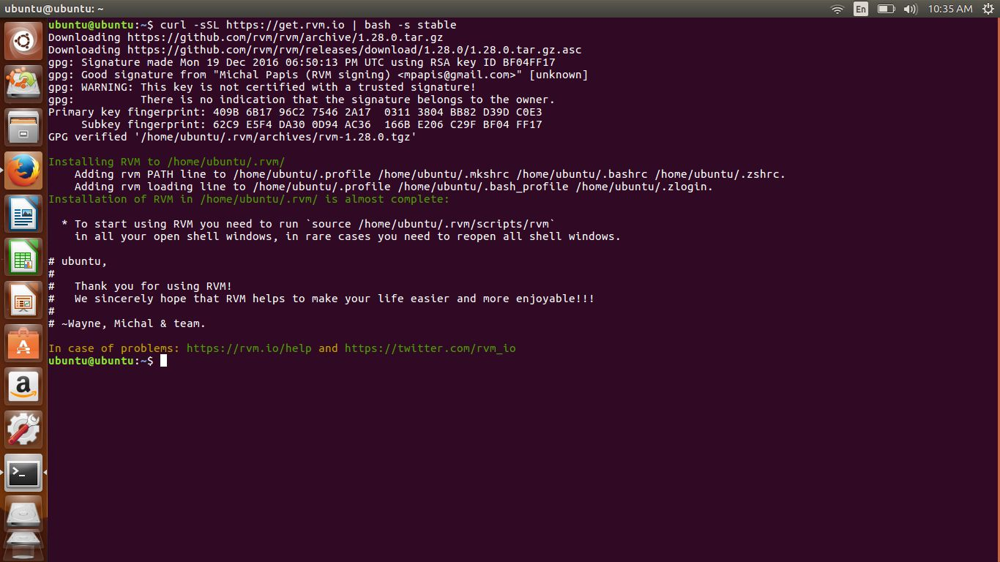 ubuntu@ubuntu: ~
En
10:35 AM
ubuntu@ubuntu:~$ curl -sSL https://get.rvm.io | bash -s stable
Downloading https://github.com/rvm/rvm/archive/1.28.0.tar.gz
Downloading https://github.com/rvm/rvm/releases/download/1.28.0/1.28.0.tar.gz.asc
gpg: Signature made Mon 19 Dec 2016 06:50:13 PM UTC using RSA key ID BF04FF17
gpg: Good signature from "Michal Papis (RVM signing) <mpapis@gmail.com>" [unknown]
gpg: WARNING: This key is not certified with a trusted signature!
gpg:          There is no indication that the signature belongs to the owner.
Primary key fingerprint: 409B 6B17 96C2 7546 2A17  0311 3804 BB82 D39D C0E3
     Subkey fingerprint: 62C9 E5F4 DA30 0D94 AC36  166B E206 C29F BF04 FF17
GPG verified '/home/ubuntu/.rvm/archives/rvm-1.28.0.tgz'
Installing RVM to /home/ubuntu/.rvm/
    Adding rvm PATH line to /home/ubuntu/.profile /home/ubuntu/.mkshrc /home/ubuntu/.bashrc /home/ubuntu/.zshrc.
    Adding rvm loading line to /home/ubuntu/.profile /home/ubuntu/.bash_profile /home/ubuntu/.zlogin.
Installation of RVM in /home/ubuntu/.rvm/ is almost complete:
  * To start using RVM you need to run `source /home/ubuntu/.rvm/scripts/rvm`
    in all your open shell windows, in rare cases you need to reopen all shell windows.
# ubuntu,
#
#   Thank you for using RVM!
#   We sincerely hope that RVM helps to make your life easier and more enjoyable!!!
#
# ~Wayne, Michal & team.
In case of problems: https://rvm.io/help and https://twitter.com/rvm_io
ubuntu@ubuntu:~$